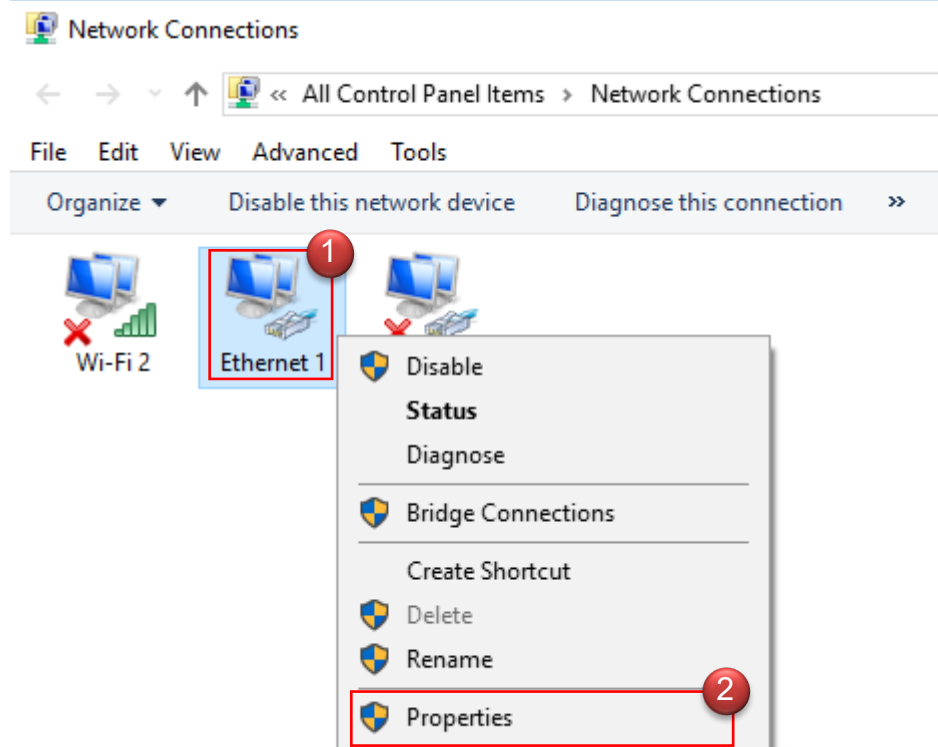 Network Connections
« All Control Panel Items > Network Connections
File Edit View Advanced Tools
Organize Disable this network device Diagnose this connection »
1
Wi-Fi 2 Ethernet 1
Disable
Status
Diagnose
Bridge Connections
Create Shortcut
Delete
Rename
2
Properties